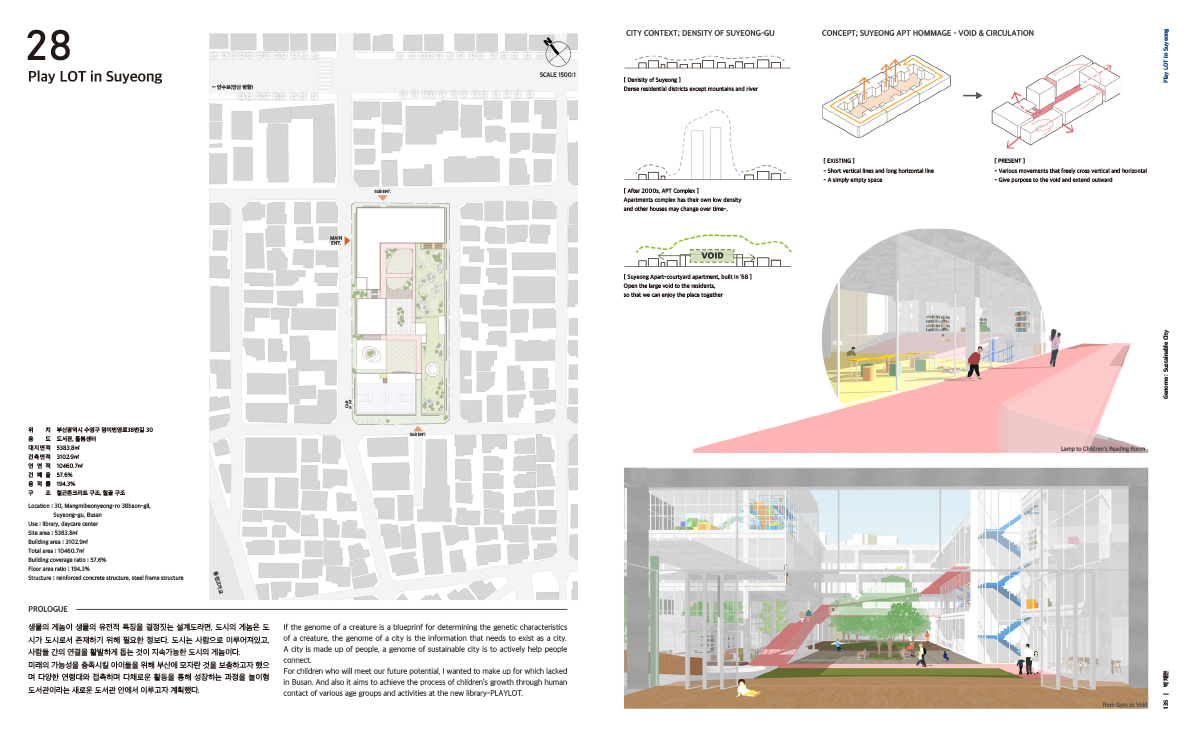 28
Play LOT in Suyeong
SCALE 1500:1
SUB ENT.
MAIN
ENT.
SUB ENT.
위 치 부산광역시 수영구 망미번영로38번길 30
용 도 도서관, 돌봄센터
대지면적 5383.8㎡
건축면적 3102.9㎡
연 면 적 10460.7㎡
건 폐 율 57.6%
용 적 률 194.3%
구 조 철근콘크리트 구조, 철골 구조
Location : 30, Mangmibeonyeong-ro 38beon-gil,
Suyeong-gu, Busan
Use : library, daycare center
Site area : 5383.8㎡
Building area : 3102.9㎡
Total area : 10460.7㎡
Building coverage ratio : 57.6%
Floor area ratio : 194.3%
Structure : reinforced concrete structure, steel frame structure
PROLOGUE
생물의 게놈이 생물의 유전적 특징을 결정짓는 설계도라면, 도시의 게놈은 도
시가 도시로서 존재하기 위해 필요한 정보다. 도시는 사람으로 이루어져있고,
사람들 간의 연결을 활발하게 돕는 것이 지속가능한 도시의 게놈이다.
미래의 가능성을 충족시킬 아이들을 위해 부산에 모자란 것을 보충하고자 했으
며 다양한 연령대와 접촉하며 다채로운 활동을 통해 성장하는 과정을 놀이형
도서관이라는 새로운 도서관 안에서 이루고자 계획했다.
If the genome of a creature is a blueprinf for determining the genetic characteristics
of a creature, the genome of a city is the information that needs to exist as a city.
A city is made up of people, a genome of sustainable city is to actively help people
connect.
For children who will meet our future potential, I wanted to make up for which lacked
in Busan. And also it aims to achieve the process of children's growth through human
contact of various age groups and activities at the new library-PLAYLOT.
CITY CONTEXT; DENSITY OF SUYEONG-GU
[ Denisity of Suyeong ]
Dense residential districts except mountains and river
[ After 2000s, APT Complex ]
Apartments complex has their own low density
and other houses may change over time-.
VOID
[ Suyeong Apart-courtyard apartment, built in '68 ]
Open the large void to the residents,
so that we can enjoy the place together
CONCEPT; SUYEONG APT HOMMAGE - VOID & CIRCULATION
[ EXISTING ]
- Short vertical lines and long horizontal line
- A simply empty space
[ PRESENT ]
- Various movements that freely cross vertical and horizontal
- Give purpose to the void and extend outward
Lamp to Children's Reading Room
from Gym to Void
Play LOT in Suyeong
Genome : Sustainable City
135 |